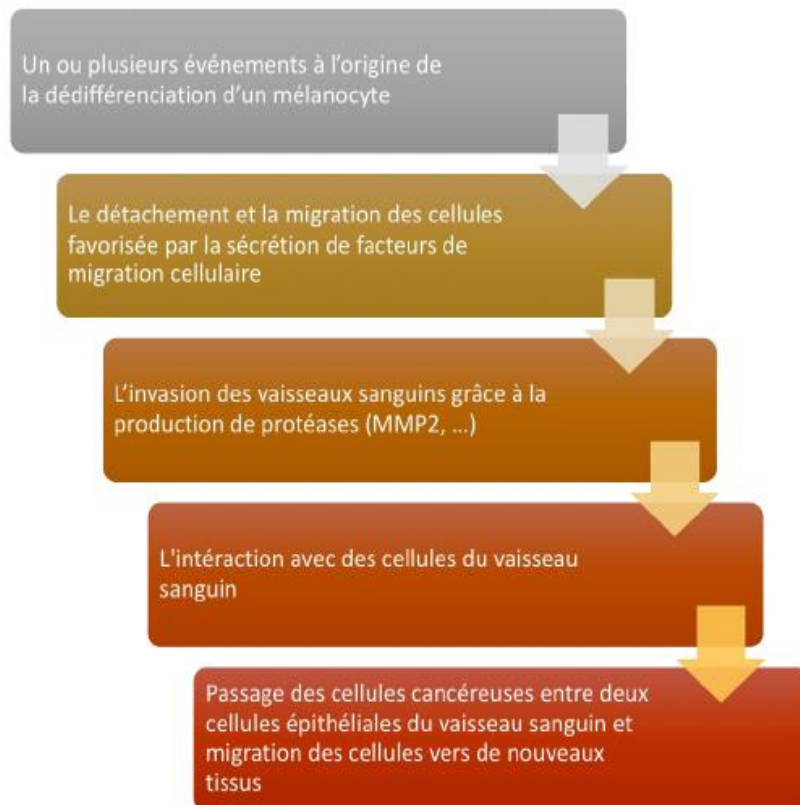 Un ou plusieurs événements à l'origine de
la dédifférenciation d'un mélanocyte
Le détachement et la migration des cellules
favorisée par la sécrétion de facteurs de
migration cellulaire
L'invasion des vaisseaux sanguins grâce à la
production de protéases (MMP2, ...)
L'intéraction avec des cellules du vaisseau
sanguin
Passage des cellules cancéreuses entre deux
cellules épithéliales du vaisseau sanguin et
migration des cellules vers de nouveaux
tissus